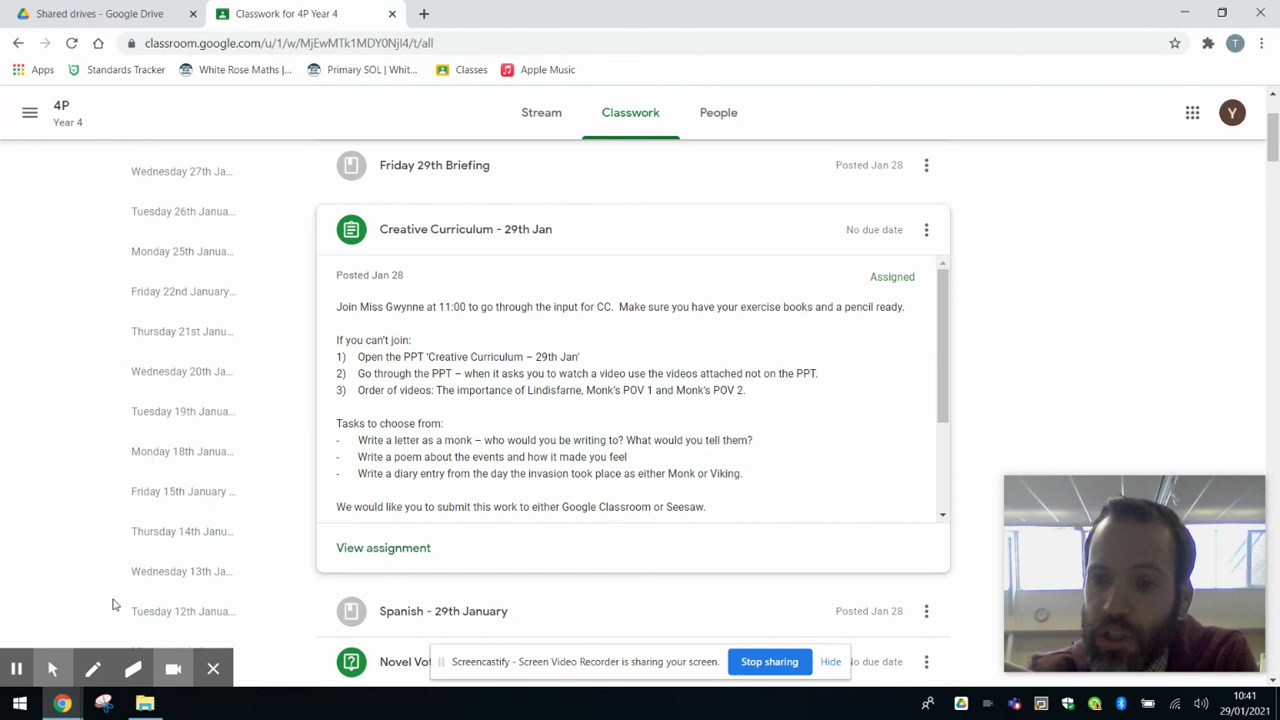 Shared drives - Google Drive
Classwork for 4P Year 4
classroom.google.com/u/1/w/MjEwMTk1MDY0NjI4/t/all
Apps
Standards Tracker
White Rose Maths |...
Primary SOL | Whit...
Classes
Apple Music
4P
Year 4
Stream
Classwork
People
Y
T
Wednesday 27th Ja...
Tuesday 26th Janua...
Monday 25th Janua...
Friday 22nd January...
Thursday 21st Janu...
Wednesday 20th Ja...
Tuesday 19th Janua...
Monday 18th Janua...
Friday 15th January ...
Thursday 14th Janu...
Wednesday 13th Ja...
Tuesday 12th Janua...
Friday 29th Briefing
Posted Jan 28
Creative Curriculum - 29th Jan
No due date
Posted Jan 28
Assigned
Join Miss Gwynne at 11:00 to go through the input for CC.  Make sure you have your exercise books and a pencil ready.
If you can't join:
1) Open the PPT 'Creative Curriculum – 29th Jan'
2) Go through the PPT – when it asks you to watch a video use the videos attached not on the PPT.
3) Order of videos: The importance of Lindisfarne, Monk's POV 1 and Monk's POV 2.
Tasks to choose from:
- Write a letter as a monk – who would you be writing to? What would you tell them?
- Write a poem about the events and how it made you feel
- Write a diary entry from the day the invasion took place as either Monk or Viking.
We would like you to submit this work to either Google Classroom or Seesaw.
View assignment
Spanish - 29th January
Posted Jan 28
Novel Vot
No due date
Screencastify - Screen Video Recorder is sharing your screen.
Stop sharing
Hide
10:41
29/01/2021